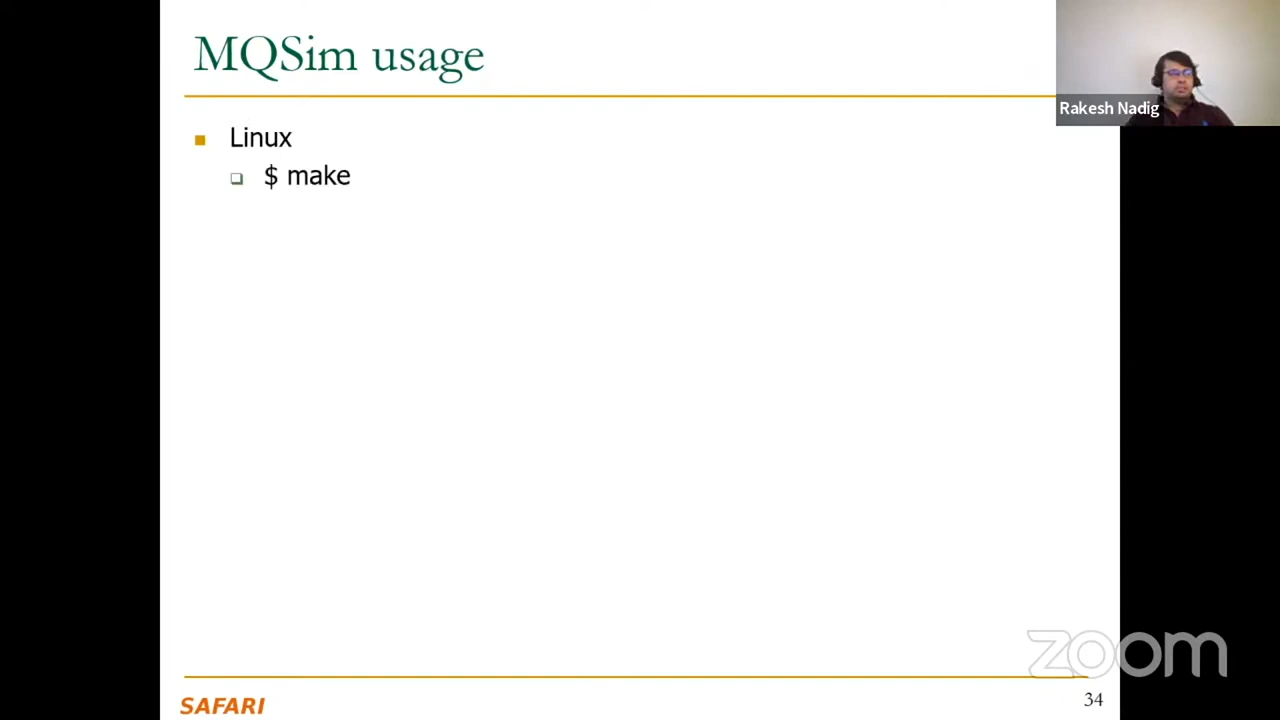 MQSim usage
Rakesh Nadig
Linux
$ make
zoom
SAFARI
34